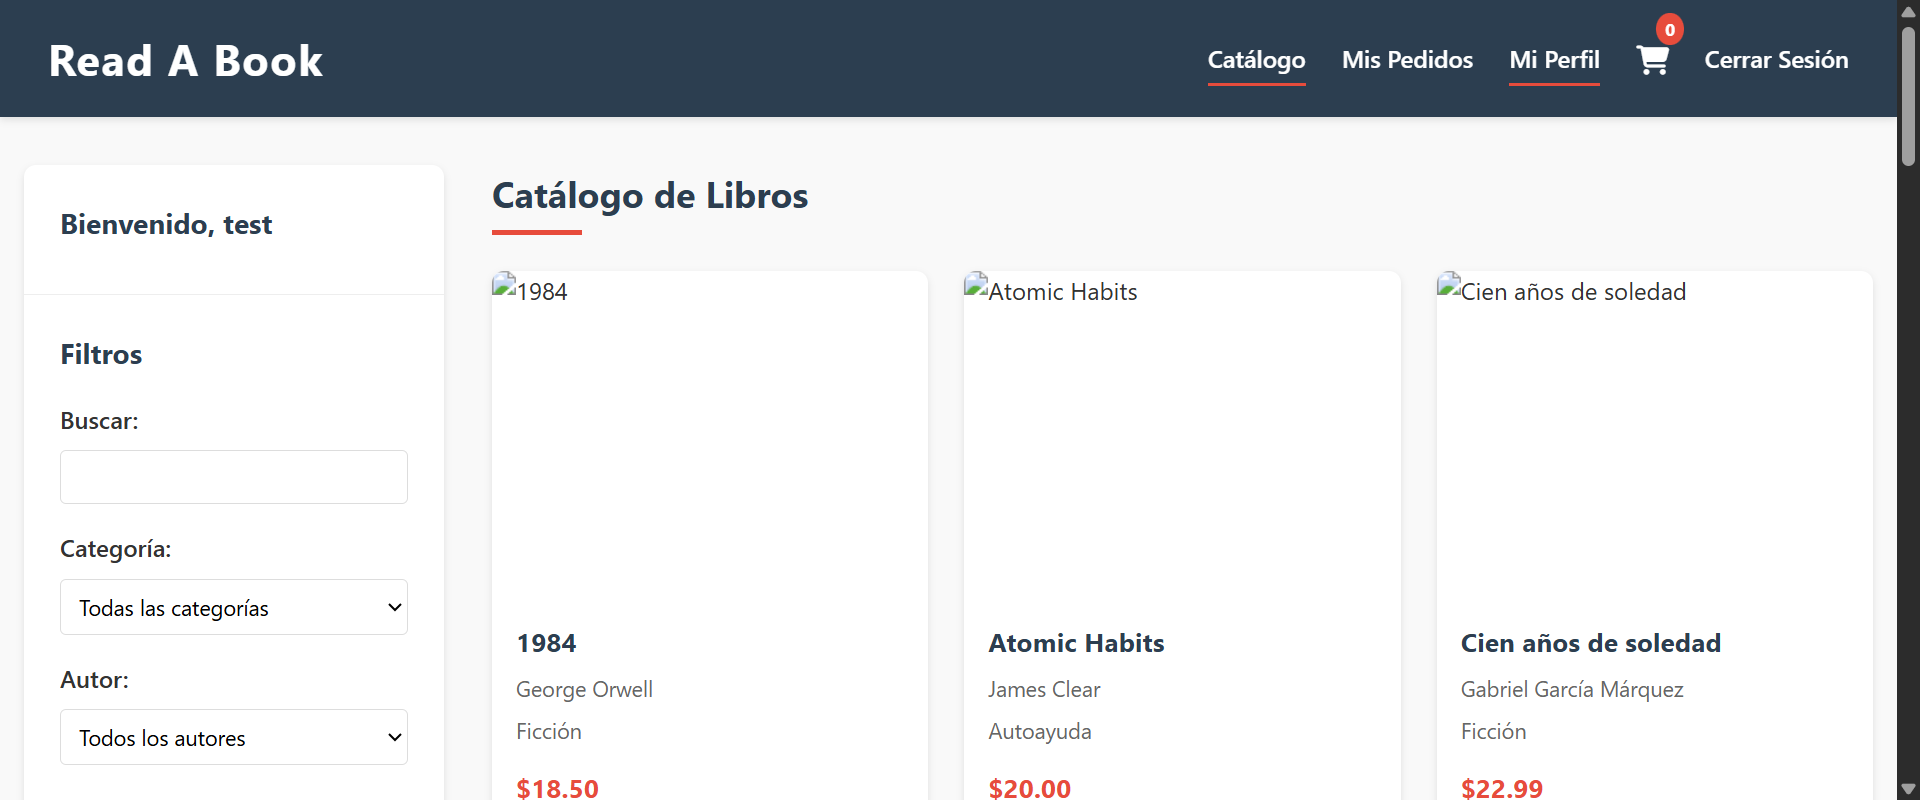 Read A Book
Catálogo
Mis Pedidos
Mi Perfil
0
Cerrar Sesión
Bienvenido, test
Filtros
Buscar:
Categoría:
Todas las categorías
Autor:
Todos los autores
Catálogo de Libros
1984
1984
George Orwell
Ficción
$18.50
Atomic Habits
Atomic Habits
James Clear
Autoayuda
$20.00
Cien años de soledad
Cien años de soledad
Gabriel García Márquez
Ficción
$22.99